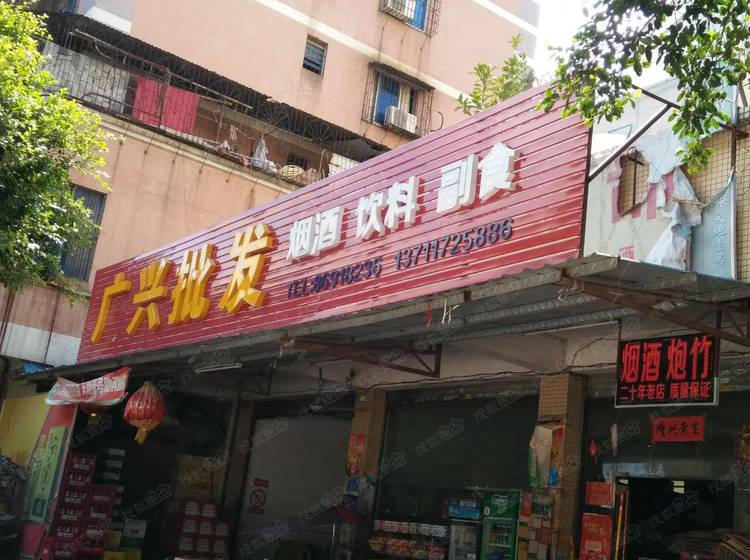 广兴批发
烟酒 饮料 副食
TEL:86918236 13711725886
烟酒 炮竹
二十年老店 质量保证